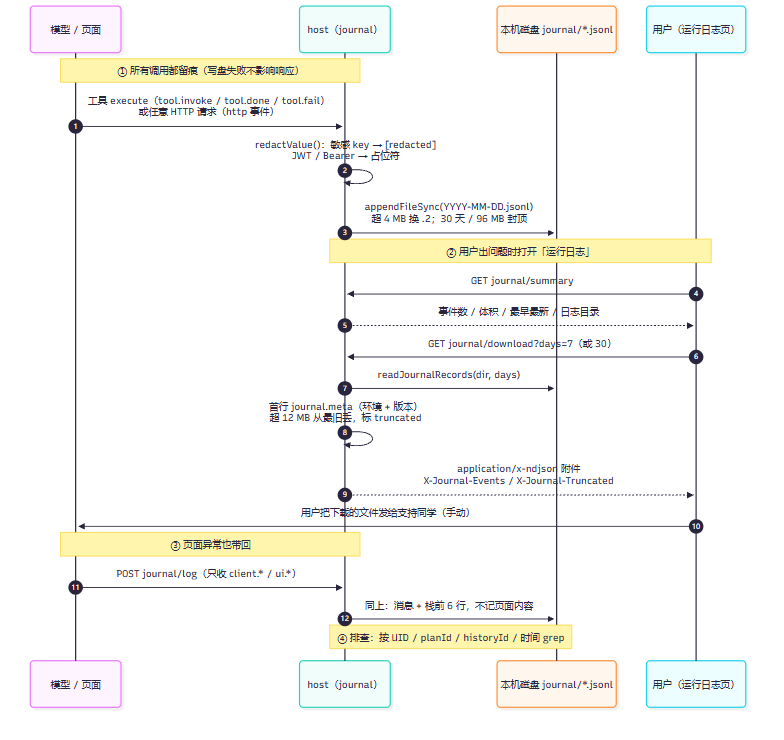 模型 / 页面
host（journal）
本机磁盘 journal/*.jsonl
用户（运行日志页）
① 所有调用都留痕（写盘失败不影响响应）
工具 execute（tool.invoke / tool.done / tool.fail）
或任意 HTTP 请求（http 事件）
1
redactValue()：敏感 key → [redacted]
JWT / Bearer → 占位符
2
appendFileSync(YYYY-MM-DD.jsonl)
超 4 MB 换 .2；30 天 / 96 MB 封顶
3
② 用户出问题时打开「运行日志」
GET journal/summary
4
事件数 / 体积 / 最早最新 / 日志目录
5
GET journal/download?days=7（或 30）
6
readJournalRecords(dir, days)
7
首行 journal.meta（环境 + 版本）
超 12 MB 从最旧丢，标 truncated
8
application/x-ndjson 附件
X-Journal-Events / X-Journal-Truncated
9
用户把下载的文件发给支持同学（手动）
10
③ 页面异常也带回
POST journal/log（只收 client.* / ui.*）
11
同上：消息 + 栈前 6 行，不记页面内容
12
④ 排查：按 UID / planId / historyId / 时间 grep
模型 / 页面
host（journal）
本机磁盘 journal/*.jsonl
用户（运行日志页）